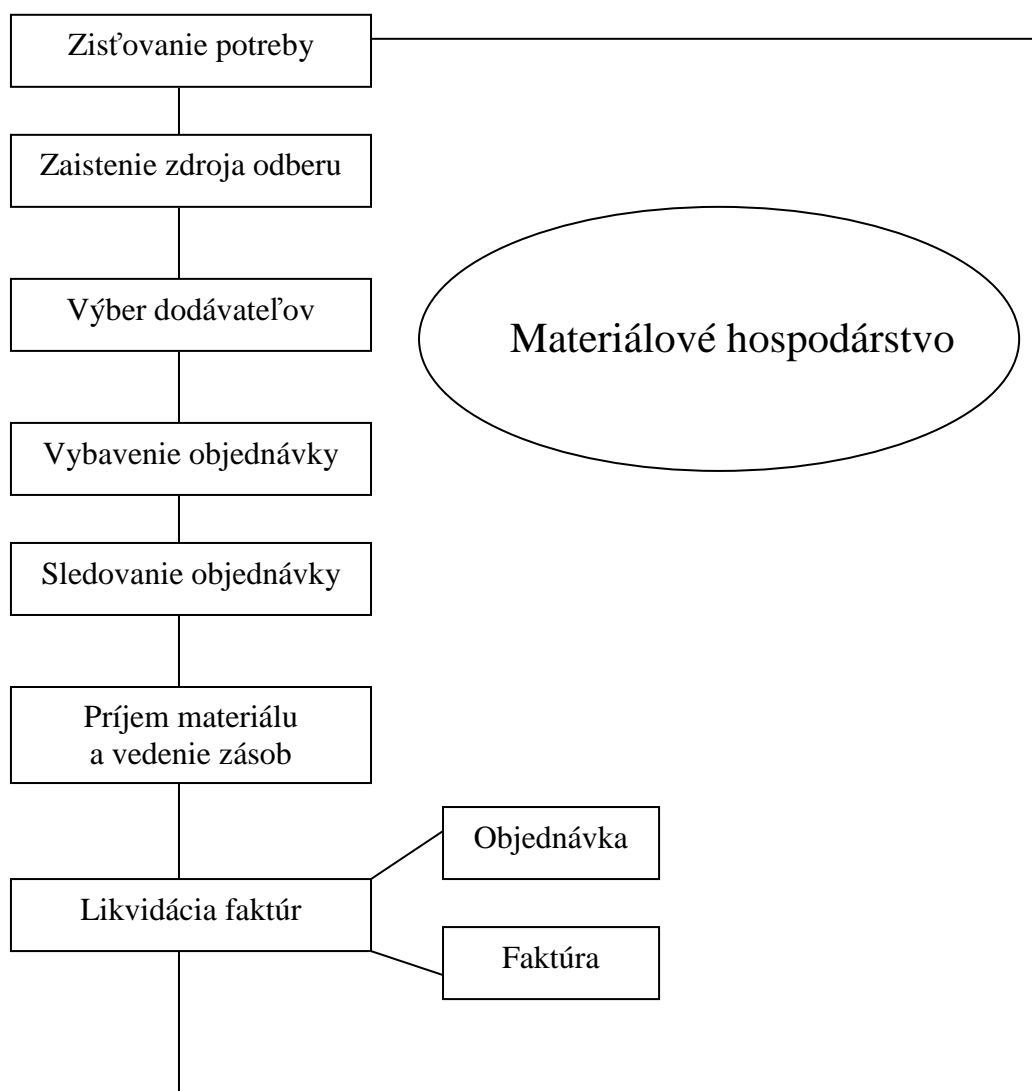 Zisťovanie potreby
Zaistenie zdroja odberu
Výber dodávateľov
Materiálové hospodárstvo
Vybavenie objednávky
Sledovanie objednávky
Príjem materiálu
a vedenie zásob
Objednávka
Likvidácia faktúr
Faktúra